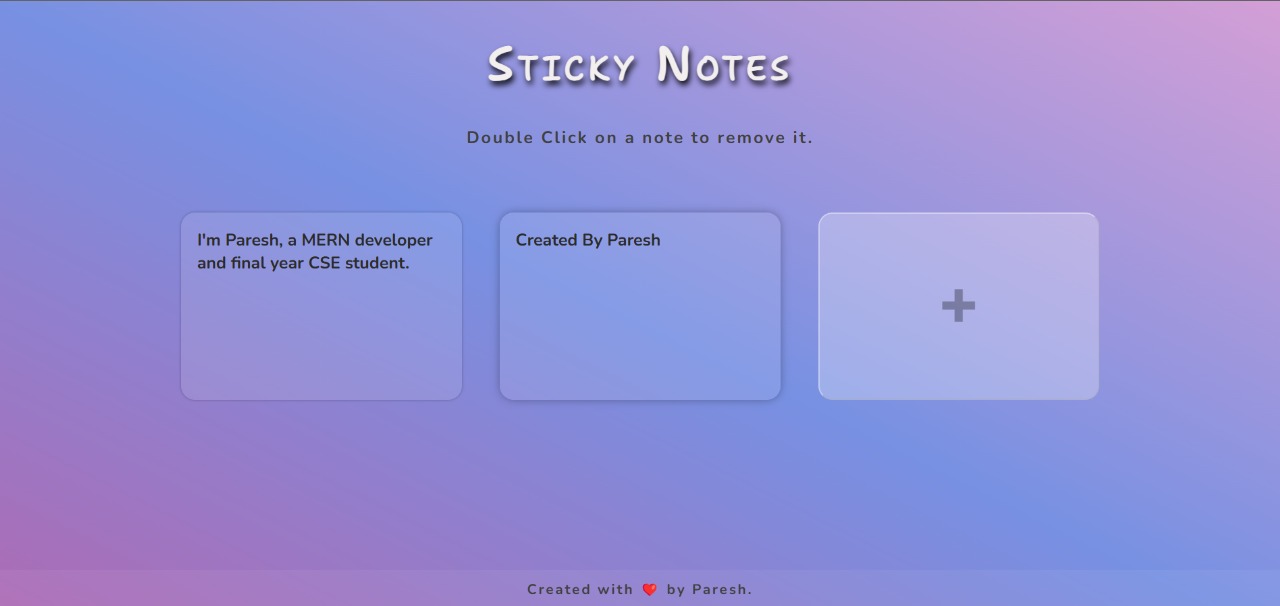 Sticky Notes
Double Click on a note to remove it.
I'm Paresh, a MERN developer
and final year CSE student.
Created By Paresh
+
Created with ❤️ by Paresh.